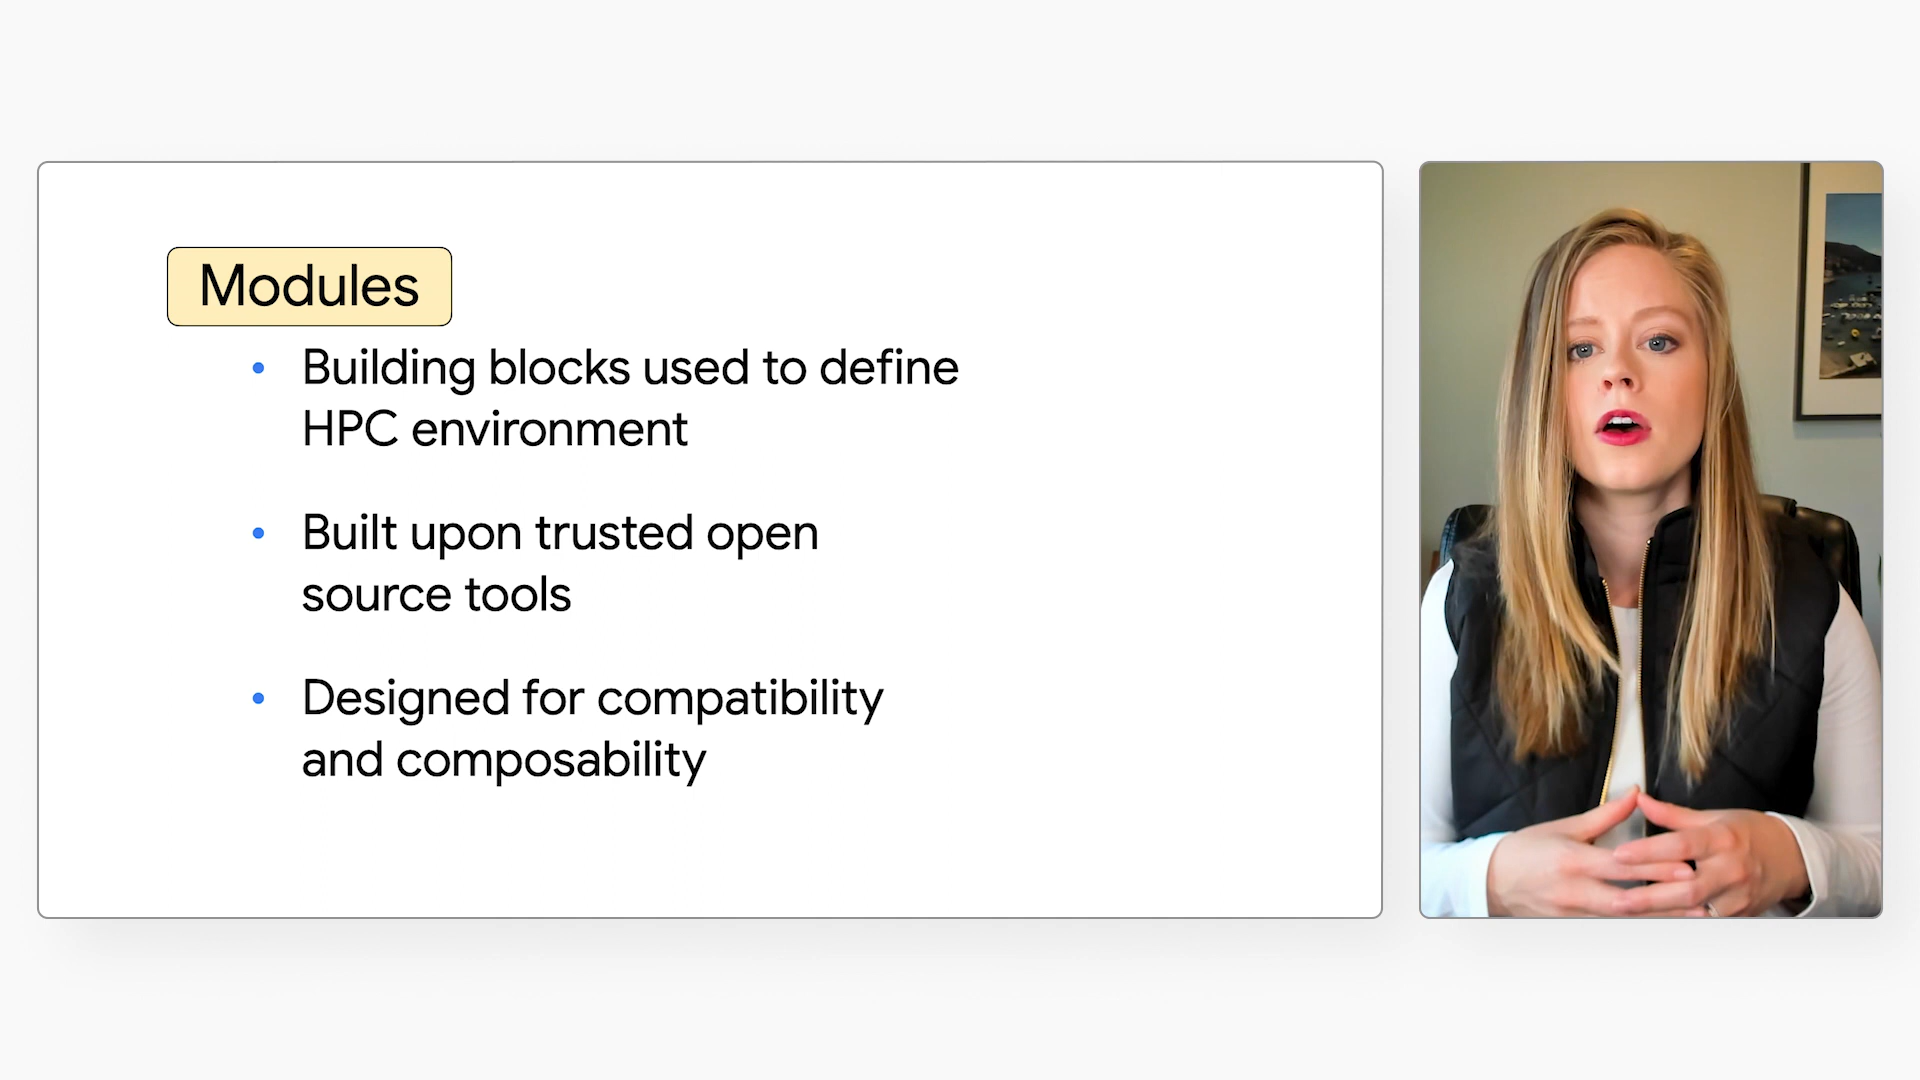 Modules
Building blocks used to define
HPC environment
Built upon trusted open
source tools
Designed for compatibility
and composability